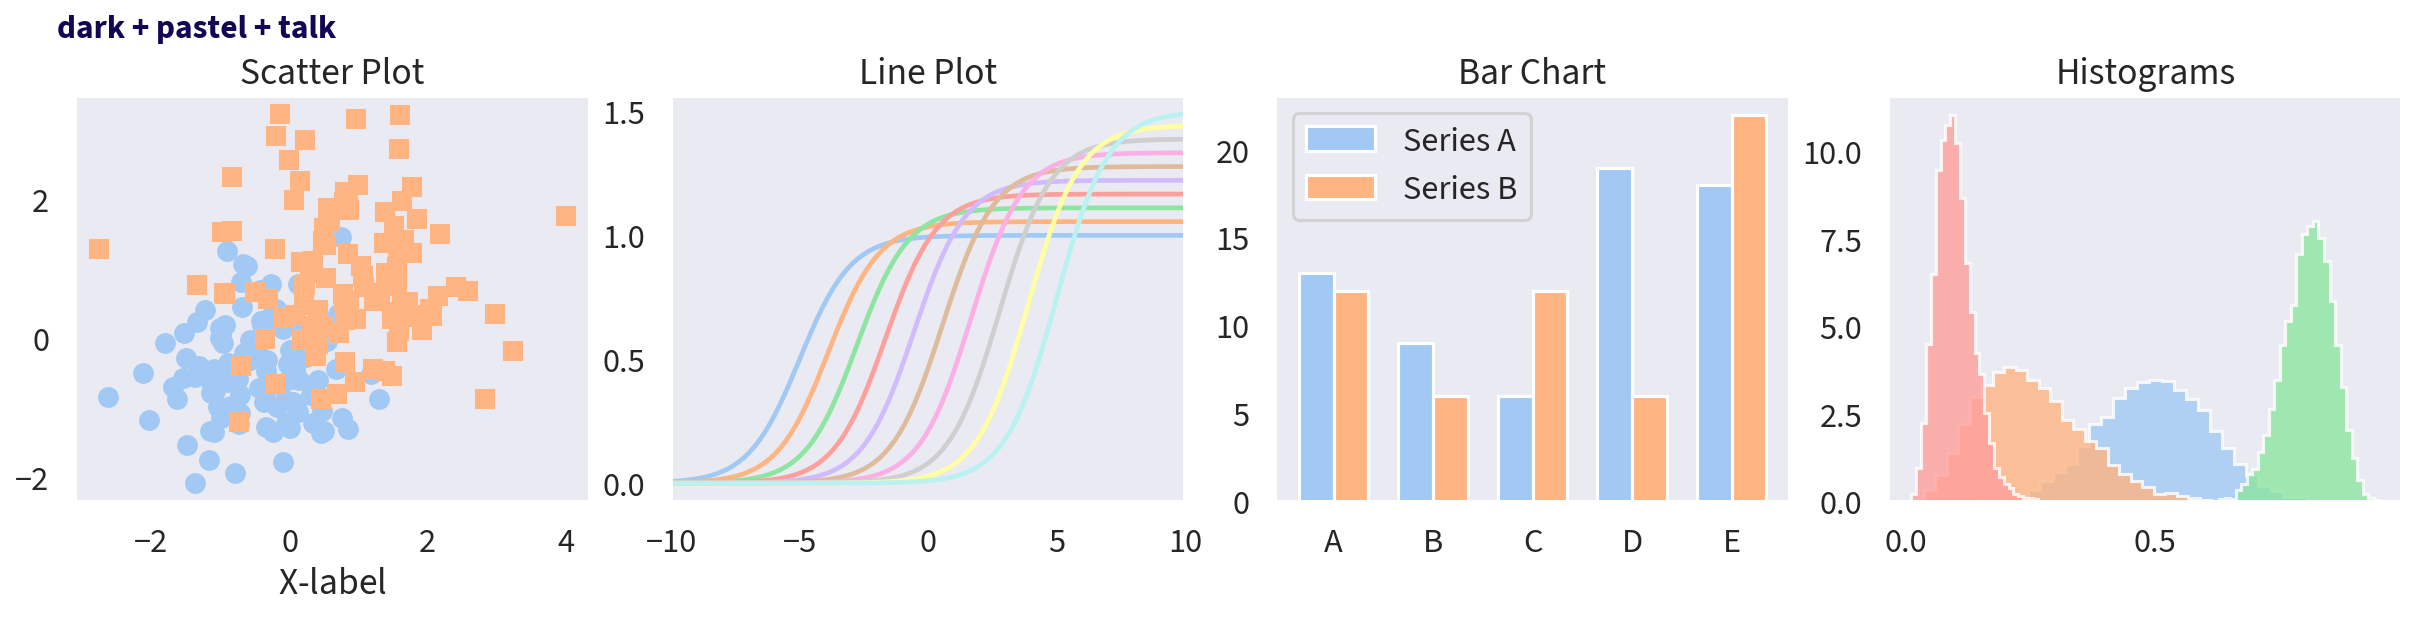 dark + pastel + talk
Scatter Plot
2
0
−2
−2 0 2 4
X-label
Line Plot
1.5
1.0
0.5
0.0
−10 −5 0 5 10
Bar Chart
Series A
Series B
20
15
10
5
0
A B C D E
Histograms
10.0
7.5
5.0
2.5
0.0
0.0 0.5